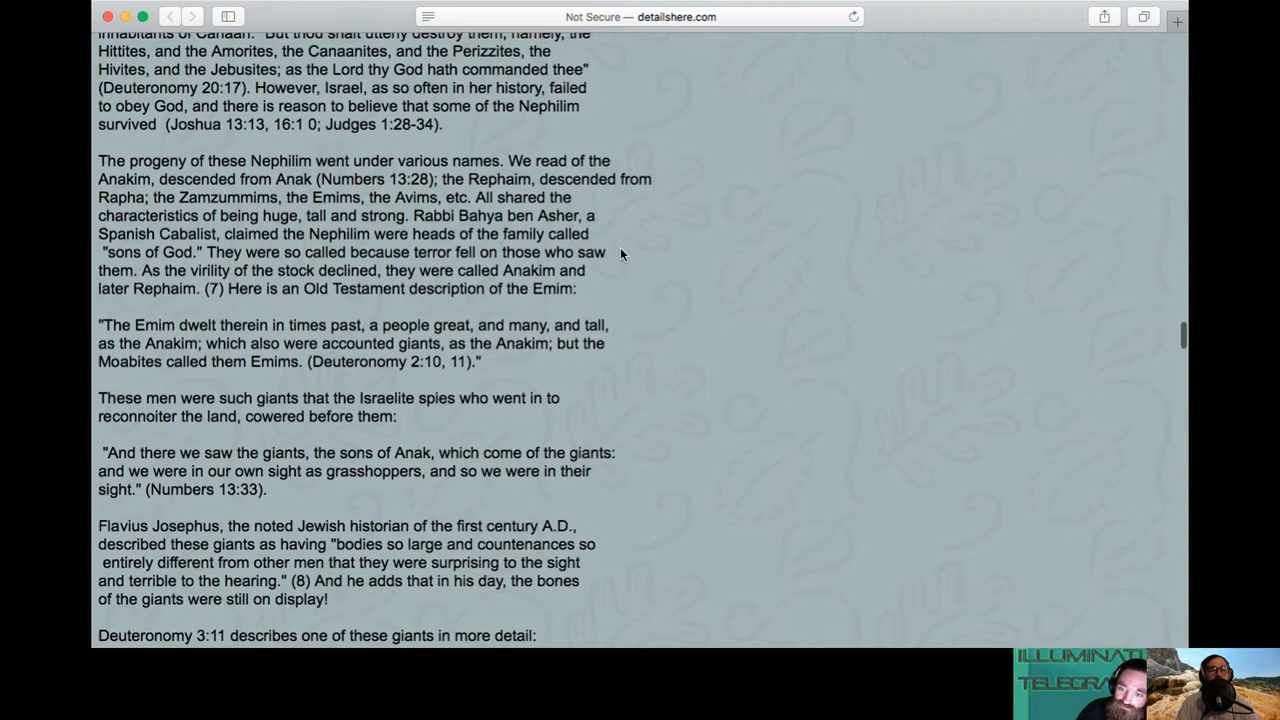 Not Secure — detailshere.com
inhabitants of Canaan. "But thou shalt utterly destroy them, namely, the
Hittites, and the Amorites, the Canaanites, and the Perizzites, the
Hivites, and the Jebusites; as the Lord thy God hath commanded thee"
(Deuteronomy 20:17). However, Israel, as so often in her history, failed
to obey God, and there is reason to believe that some of the Nephilim
survived (Joshua 13:13, 16:1 0; Judges 1:28-34).
The progeny of these Nephilim went under various names. We read of the
Anakim, descended from Anak (Numbers 13:28); the Rephaim, descended from
Rapha; the Zamzummims, the Emims, the Avims, etc. All shared the
characteristics of being huge, tall and strong. Rabbi Bahya ben Asher, a
Spanish Cabalist, claimed the Nephilim were heads of the family called
"sons of God." They were so called because terror fell on those who saw
them. As the virility of the stock declined, they were called Anakim and
later Rephaim. (7) Here is an Old Testament description of the Emim:
"The Emim dwelt therein in times past, a people great, and many, and tall,
as the Anakim; which also were accounted giants, as the Anakim; but the
Moabites called them Emims. (Deuteronomy 2:10, 11)."
These men were such giants that the Israelite spies who went in to
reconnoiter the land, cowered before them:
"And there we saw the giants, the sons of Anak, which come of the giants:
and we were in our own sight as grasshoppers, and so we were in their
sight." (Numbers 13:33).
Flavius Josephus, the noted Jewish historian of the first century A.D.,
described these giants as having "bodies so large and countenances so
entirely different from other men that they were surprising to the sight
and terrible to the hearing." (8) And he adds that in his day, the bones
of the giants were still on display!
Deuteronomy 3:11 describes one of these giants in more detail:
ILLUMINATI